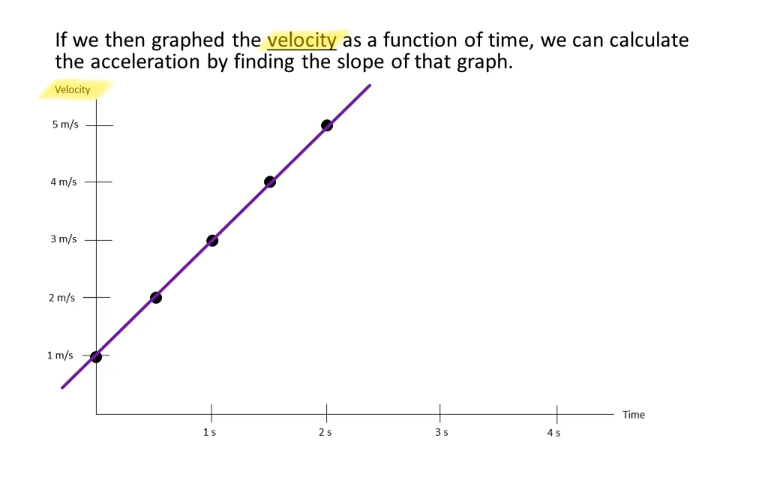 If we then graphed the velocity as a function of time, we can calculate
the acceleration by finding the slope of that graph.
Velocity
5 m/s
4 m/s
3 m/s
2 m/s
1 m/s
Time
1 s
2 s
3 s
4 s